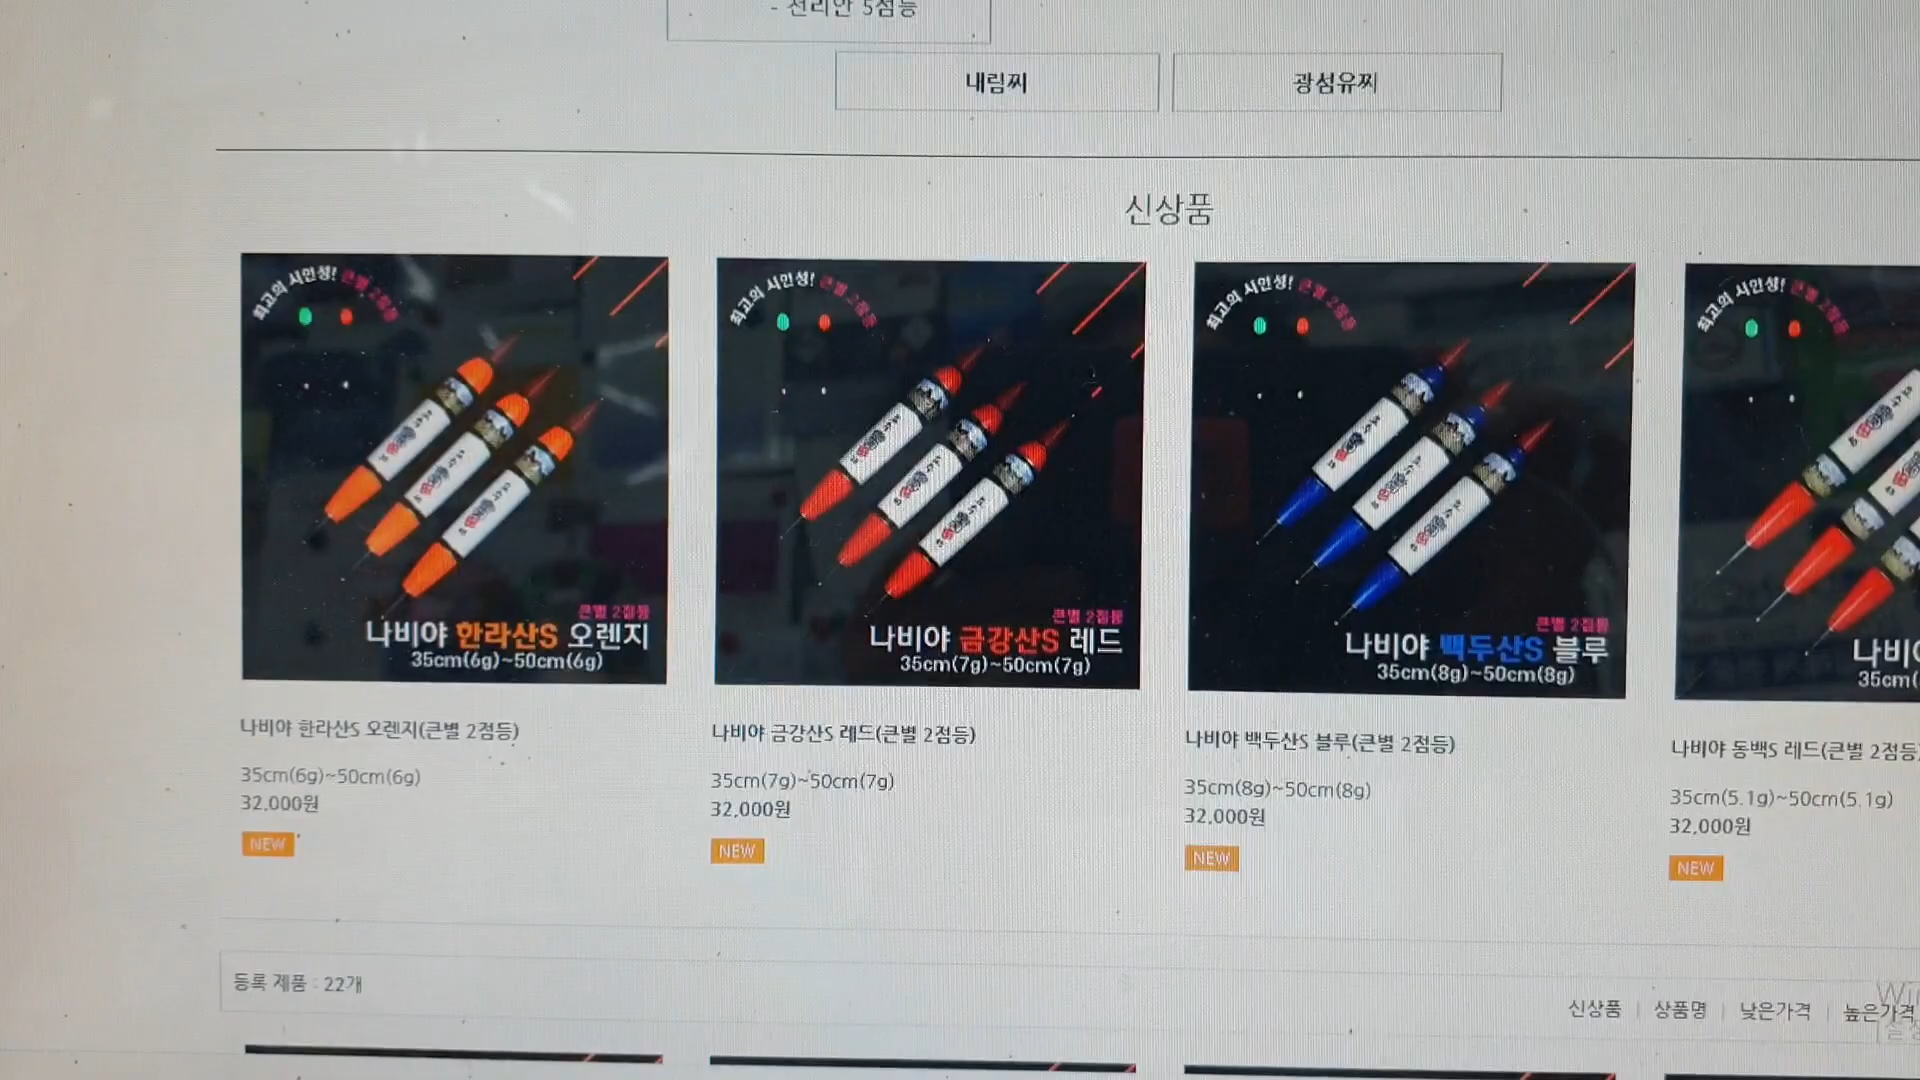 - 천리안 5점등
내림찌
광섬유찌
신상품
최고의 시인성! 큰별 2점등
큰별 2점등
나비야 한라산S 오렌지
35cm(6g)~50cm(6g)
나비야 한라산S 오렌지(큰별 2점등)
35cm(6g)~50cm(6g)
32,000원
NEW
최고의 시인성! 큰별 2점등
큰별 2점등
나비야 금강산S 레드
35cm(7g)~50cm(7g)
나비야 금강산S 레드(큰별 2점등)
35cm(7g)~50cm(7g)
32,000원
NEW
최고의 시인성! 큰별 2점등
큰별 2점등
나비야 백두산S 블루
35cm(8g)~50cm(8g)
나비야 백두산S 블루(큰별 2점등)
35cm(8g)~50cm(8g)
32,000원
NEW
최고의 시인성! 큰별 2점등
나비
35cm(
나비야 동백S 레드(큰별 2점등)
35cm(5.1g)~50cm(5.1g)
32,000원
NEW
등록 제품 : 22개
신상품 | 상품명 | 낮은가격 | 높은가격